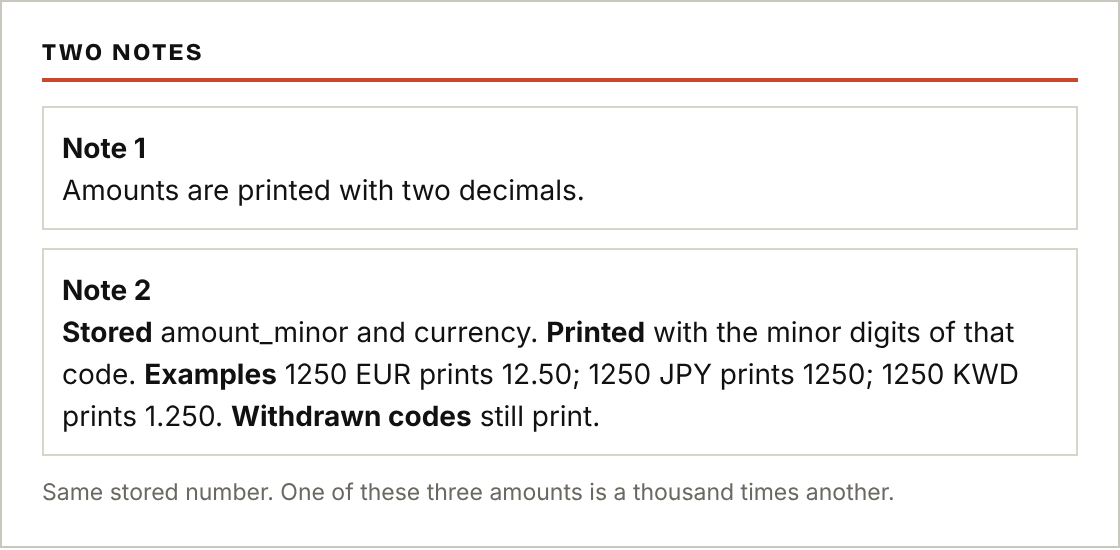 TWO NOTES
Note 1
Amounts are printed with two decimals.
Note 2
Stored amount_minor and currency. Printed with the minor digits of that
code. Examples 1250 EUR prints 12.50; 1250 JPY prints 1250; 1250 KWD
prints 1.250. Withdrawn codes still print.
Same stored number. One of these three amounts is a thousand times another.